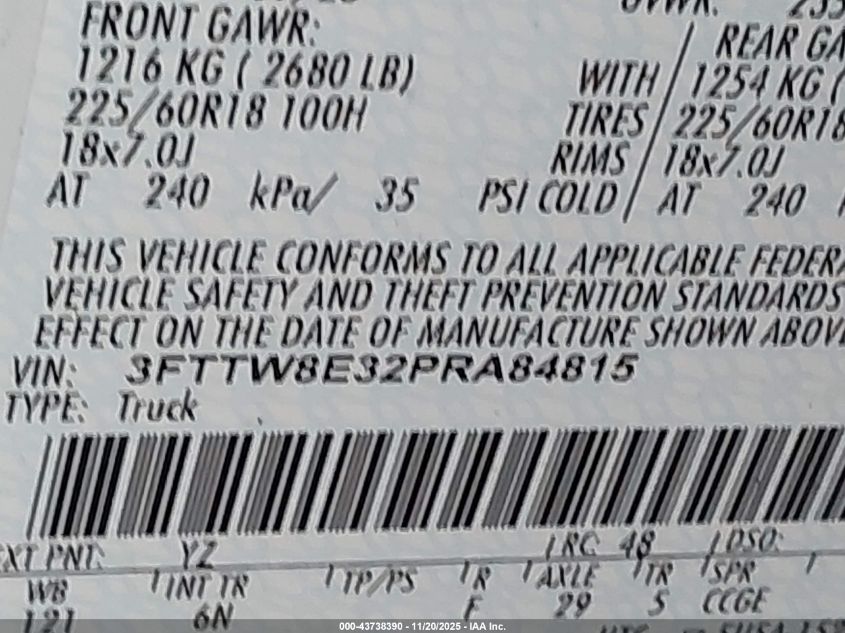 FRONT GAWR: GVWR:
1216 KG ( 2680 LB) WITH / 1254 KG (
REAR GA
225/60R18 100H TIRES 225/60R18
18x7.0J RIMS 18x7.0J
AT 240 kPa/ 35 PSI COLD / AT 240
THIS VEHICLE CONFORMS TO ALL APPLICABLE FEDERA
VEHICLE SAFETY AND THEFT PREVENTION STANDARDS
EFFECT ON THE DATE OF MANUFACTURE SHOWN ABOV
VIN: 3FTTW8E32PRA84815
TYPE: Truck
EXT PNT: YZ RC: 48 DSO:
WB INT TR TP/PS R AXLE TR SPR
121 6N F 29 5 CCGE
000-43738390 - 11/20/2025 - IAA Inc.